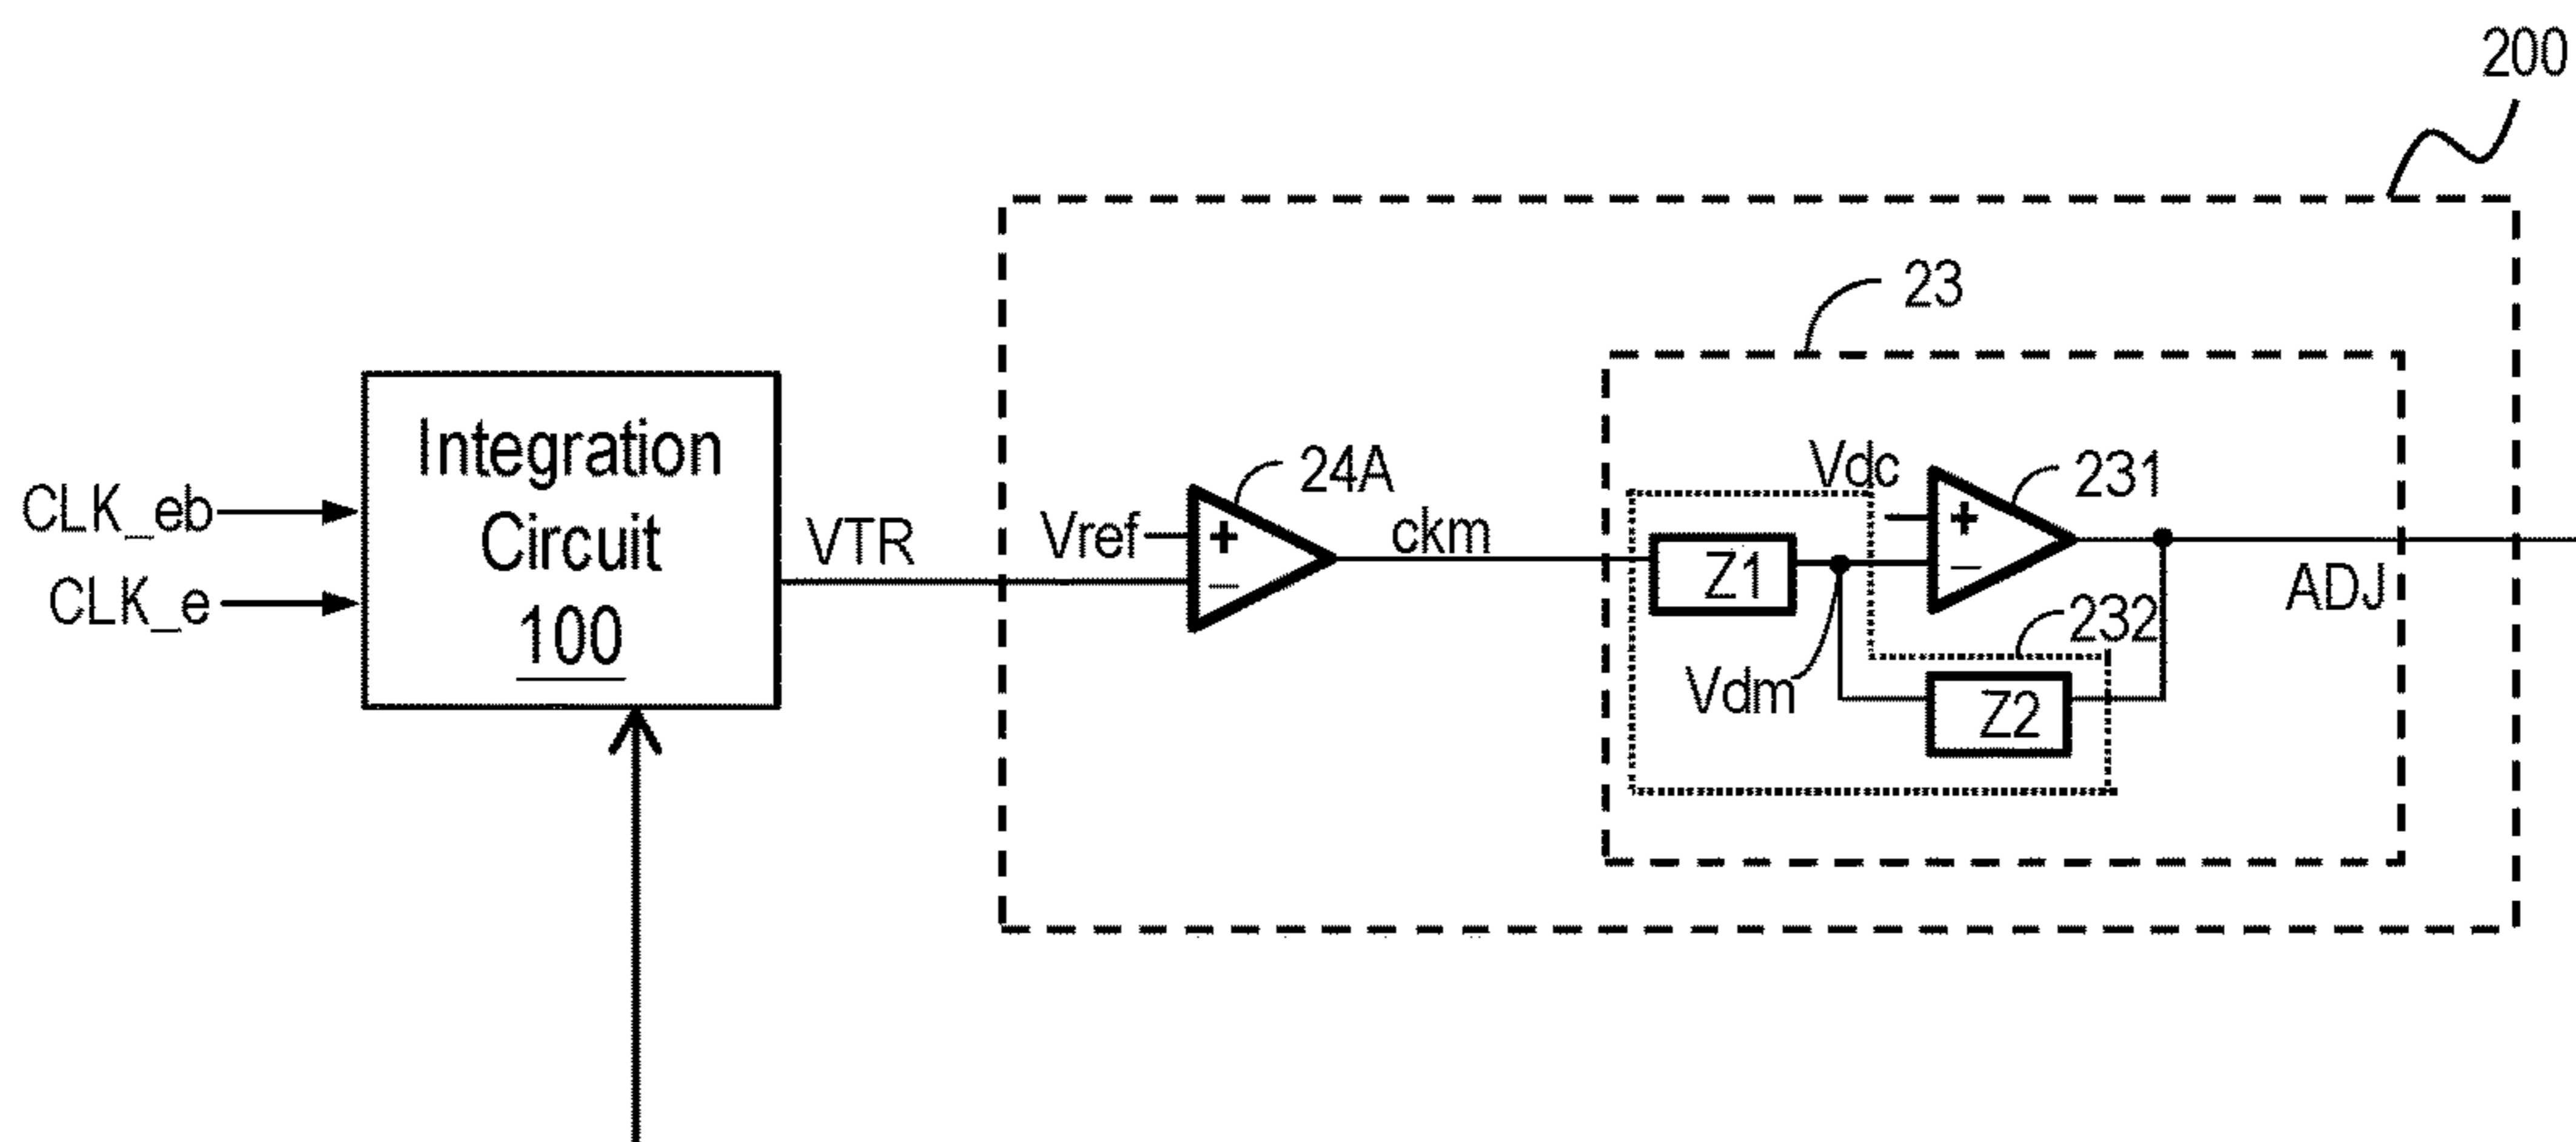 200
23
Integration
Circuit
100
CLK_eb
CLK_e
VTR
Vref
+
−
24A
ckm
Z1
Vdc
+
−
231
232
Vdm
Z2
ADJ